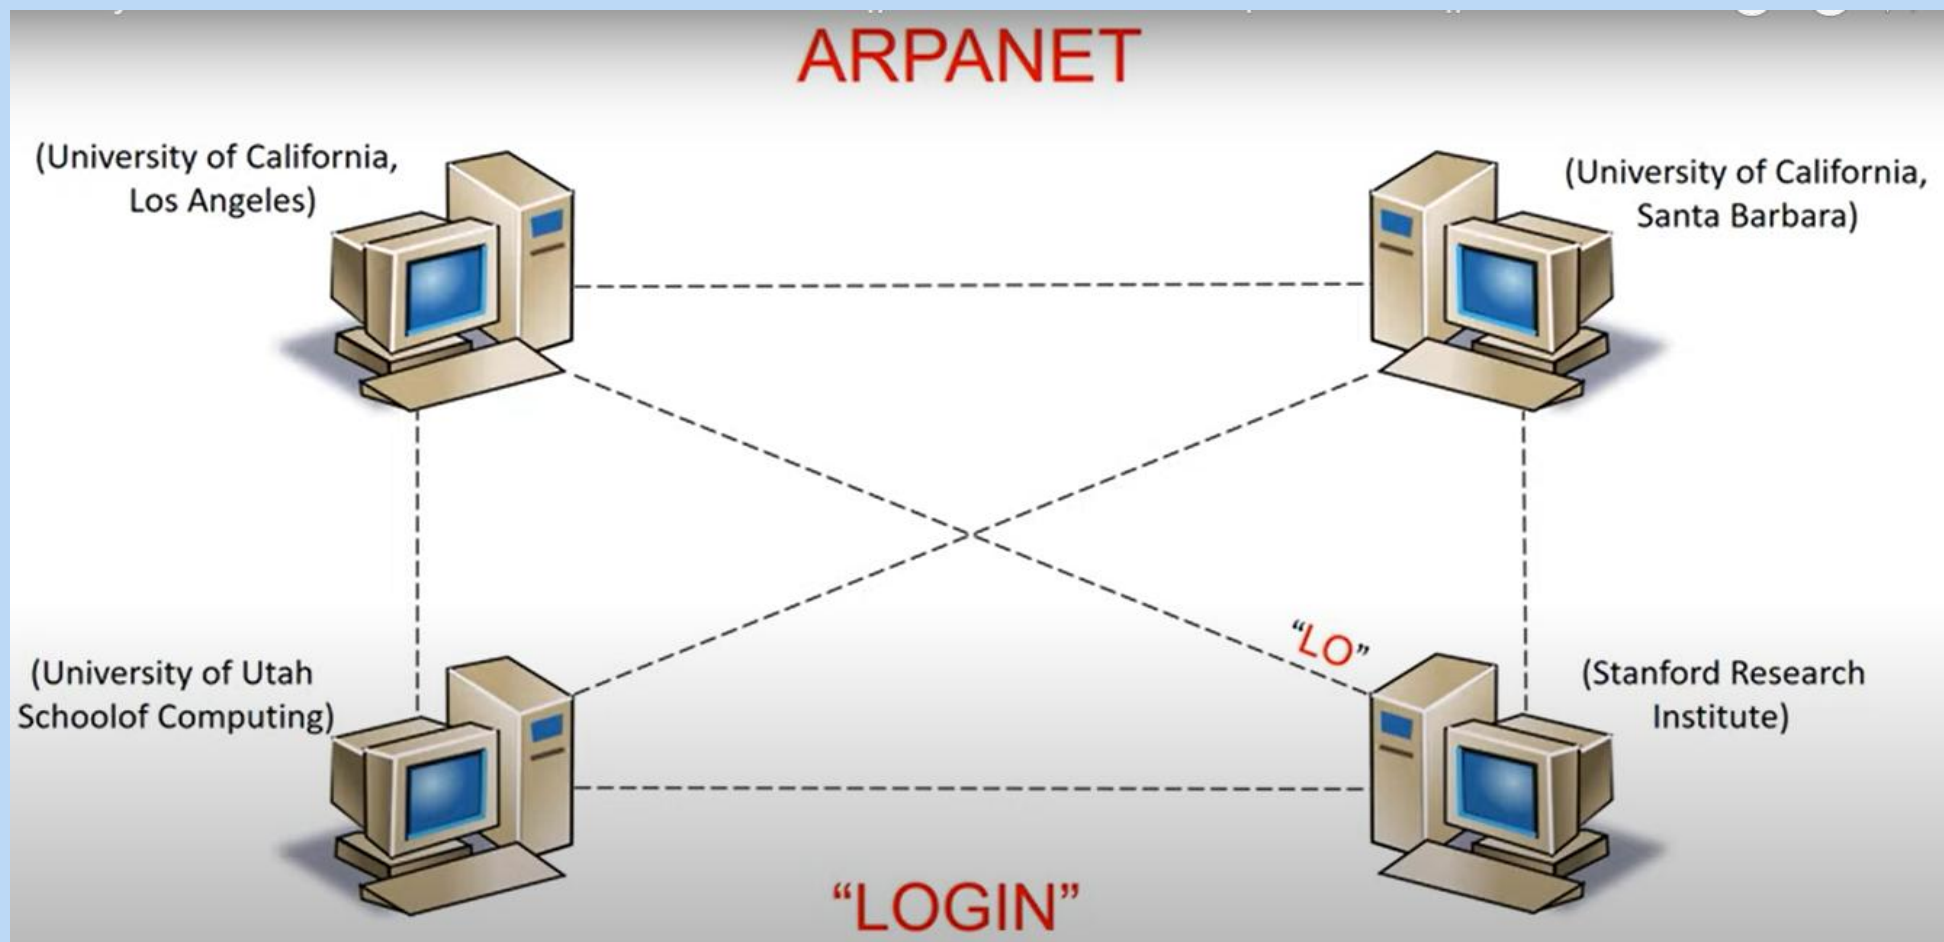 ARPANET
(University of California,
Los Angeles)
(University of California,
Santa Barbara)
“LO”
(University of Utah
Schoolof Computing)
(Stanford Research
Institute)
“LOGIN”